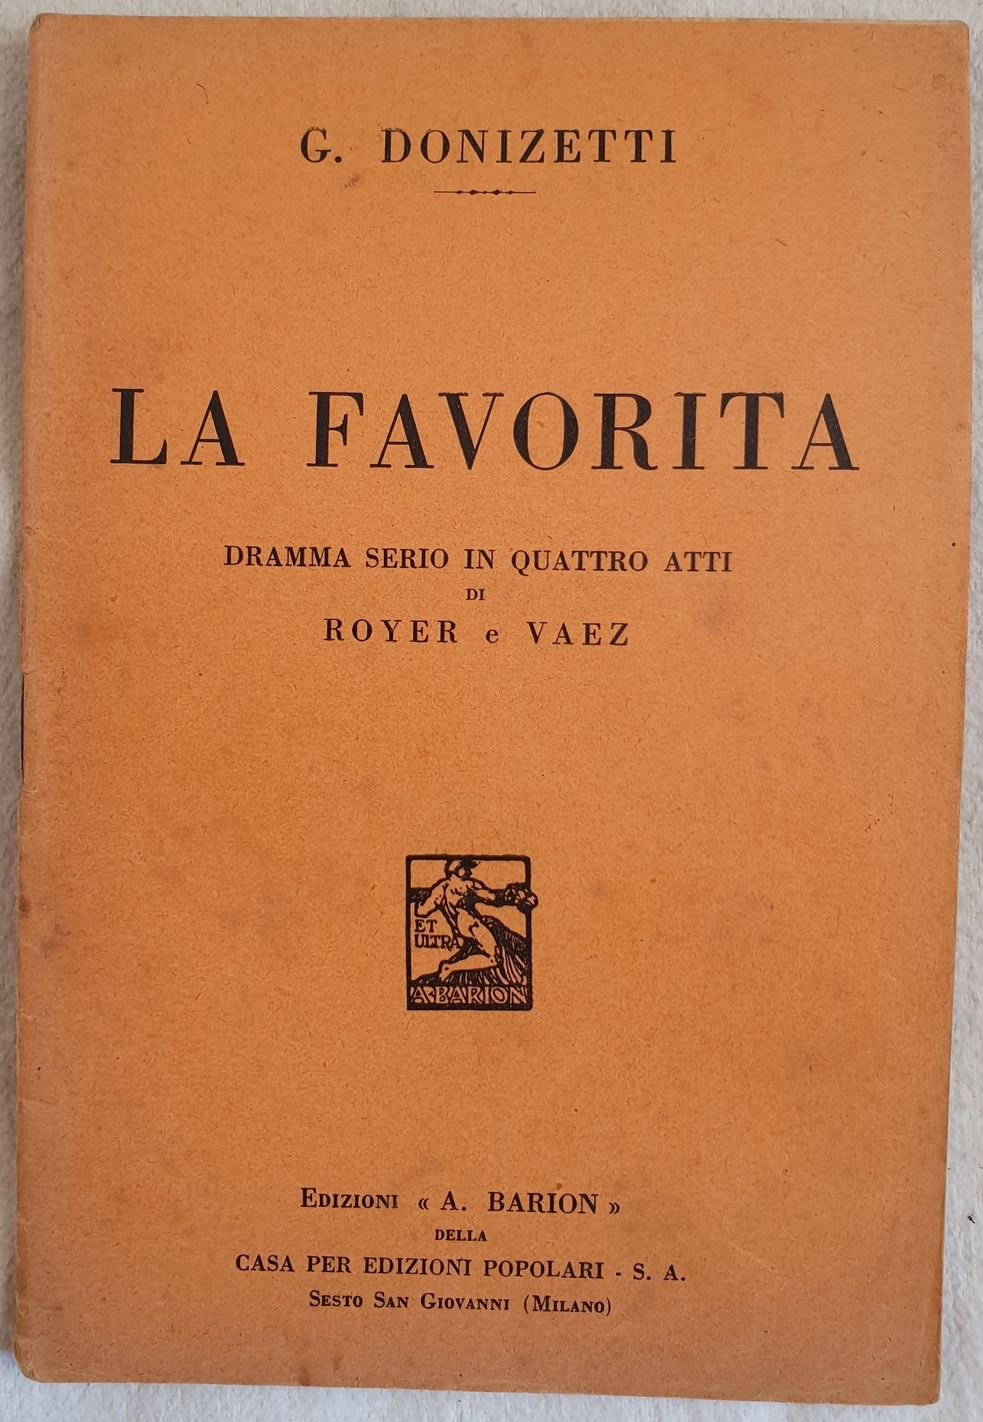 G. DONIZETTI
LA FAVORITA
DRAMMA SERIO IN QUATTRO ATTI
DI
ROYER e VAEZ
ET
ULTRA
A·BARION
EDIZIONI « A. BARION »
DELLA
CASA PER EDIZIONI POPOLARI - S. A.
SESTO SAN GIOVANNI (MILANO)